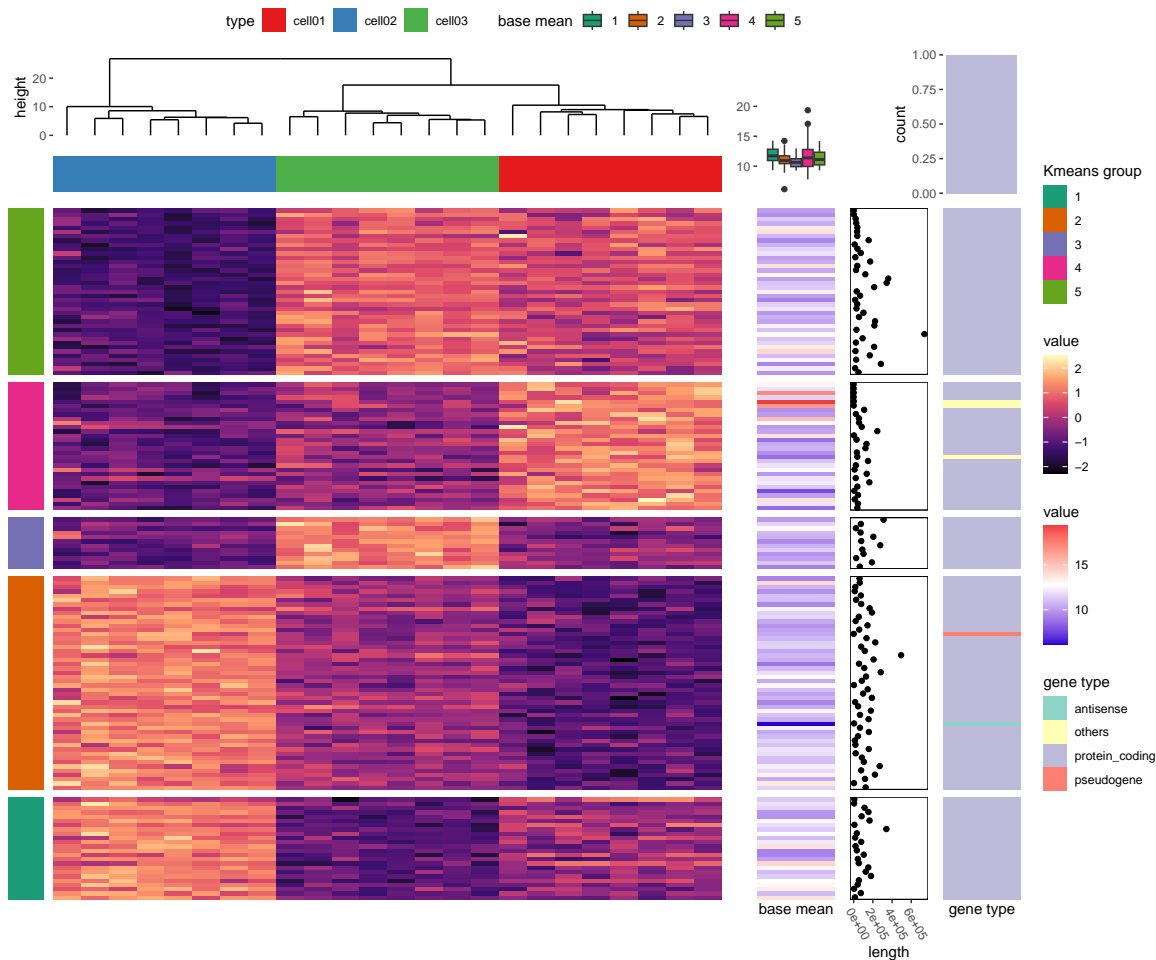 type cell01 cell02 cell03 base mean 1 2 3 4 5
height
20
10
0
20
15
10
count
1.00
0.75
0.50
0.25
0.00
Kmeans group
1
2
3
4
5
value
2
1
0
−1
−2
value
15
10
gene type
antisense
others
protein_coding
pseudogene
base mean
0e+00
2e+05
4e+05
6e+05
length
gene type